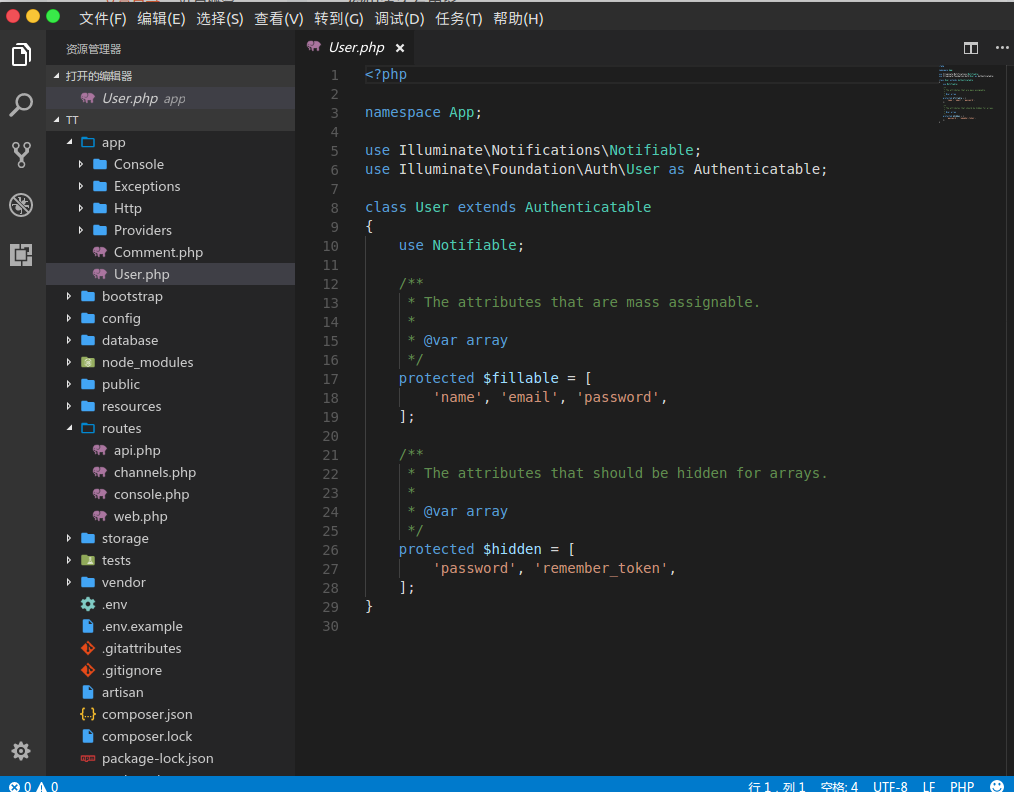 文件(F) 编辑(E) 选择(S) 查看(V) 转到(G) 调试(D) 任务(T) 帮助(H)
资源管理器
打开的编辑器
User.php app
TT
app
Console
Exceptions
Http
Providers
Comment.php
User.php
bootstrap
config
database
node_modules
public
resources
routes
api.php
channels.php
console.php
web.php
storage
tests
vendor
.env
.env.example
.gitattributes
.gitignore
artisan
composer.json
composer.lock
package-lock.json
User.php
1 <?php
2
3 namespace App;
4
5 use Illuminate\Notifications\Notifiable;
6 use Illuminate\Foundation\Auth\User as Authenticatable;
7
8 class User extends Authenticatable
9 {
10     use Notifiable;
11
12     /**
13      * The attributes that are mass assignable.
14      *
15      * @var array
16      */
17     protected $fillable = [
18         'name', 'email', 'password',
19     ];
20
21     /**
22      * The attributes that should be hidden for arrays.
23      *
24      * @var array
25      */
26     protected $hidden = [
27         'password', 'remember_token',
28     ];
29 }
30
0 0 行 1，列 1 空格: 4 UTF-8 LF PHP